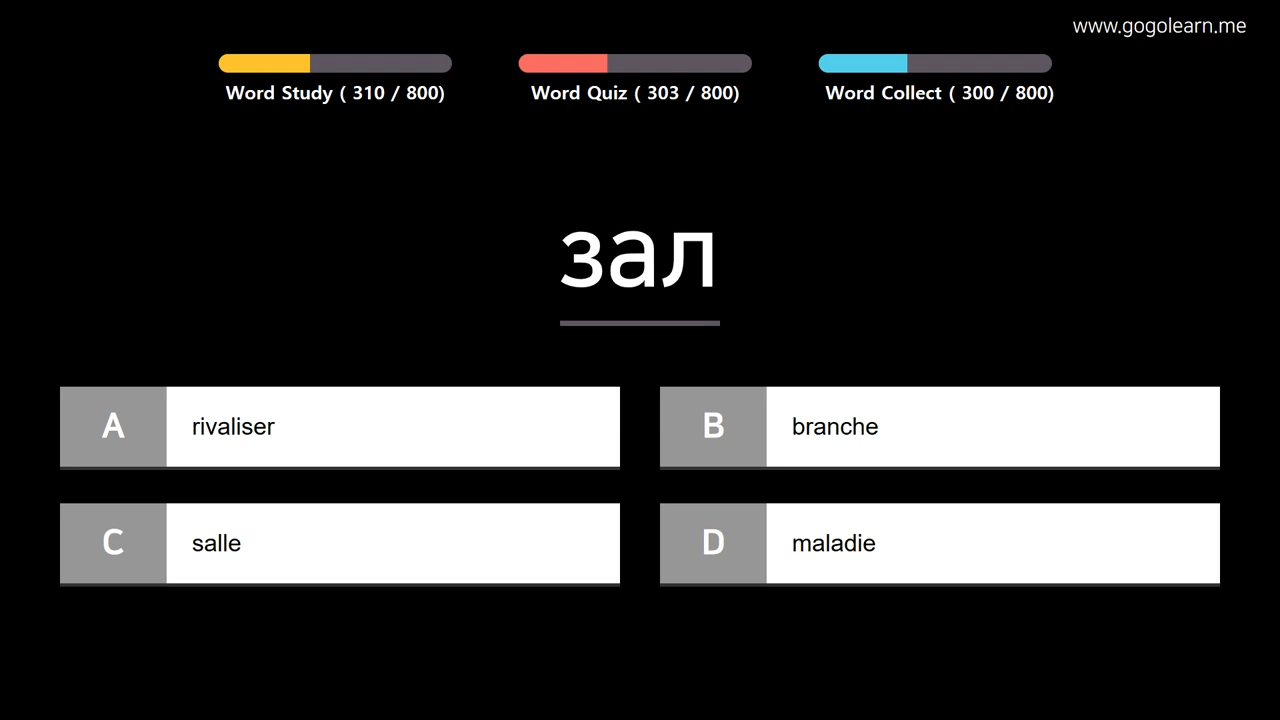 www.gogolearn.me
Word Study ( 310 / 800)
Word Quiz ( 303 / 800)
Word Collect ( 300 / 800)
зал
A rivaliser
B branche
C salle
D maladie